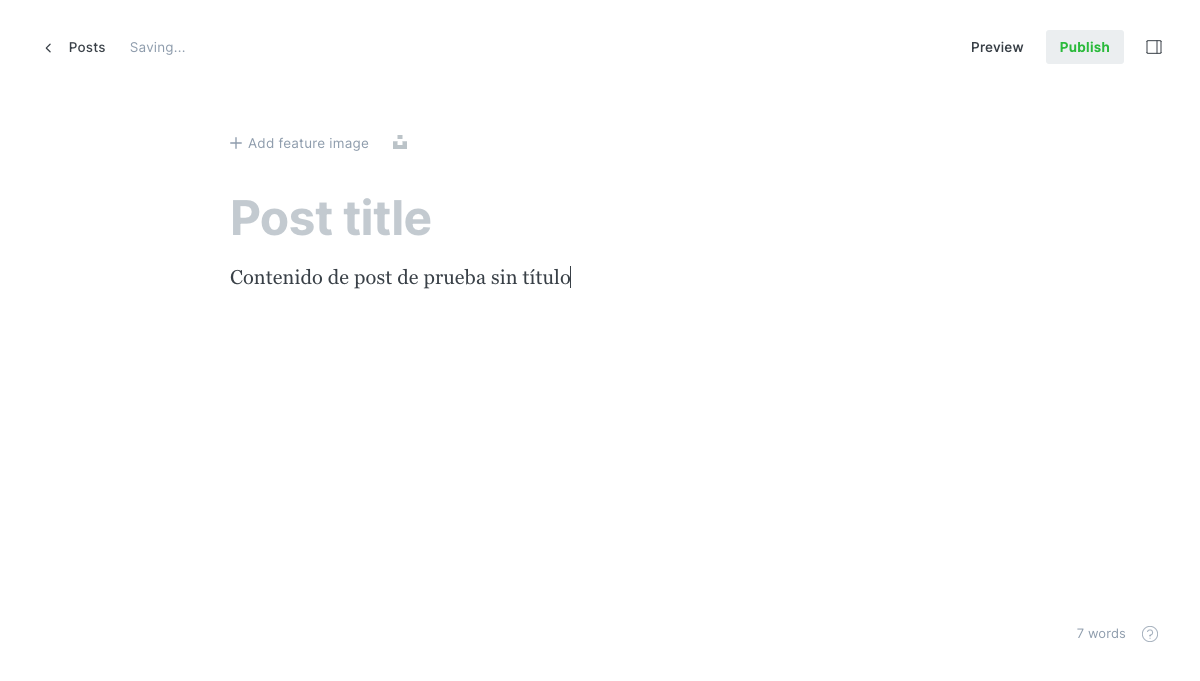 Posts Saving... Preview Publish
Add feature image
Post title
Contenido de post de prueba sin título
7 words